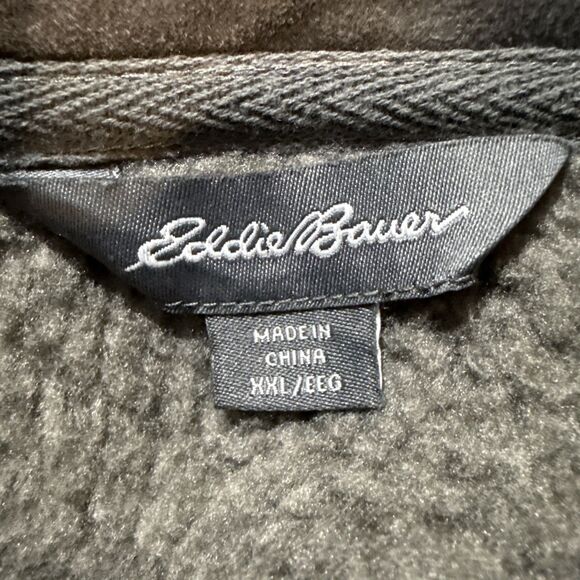 Eddie Bauer
MADE IN
CHINA
XXL/EEG